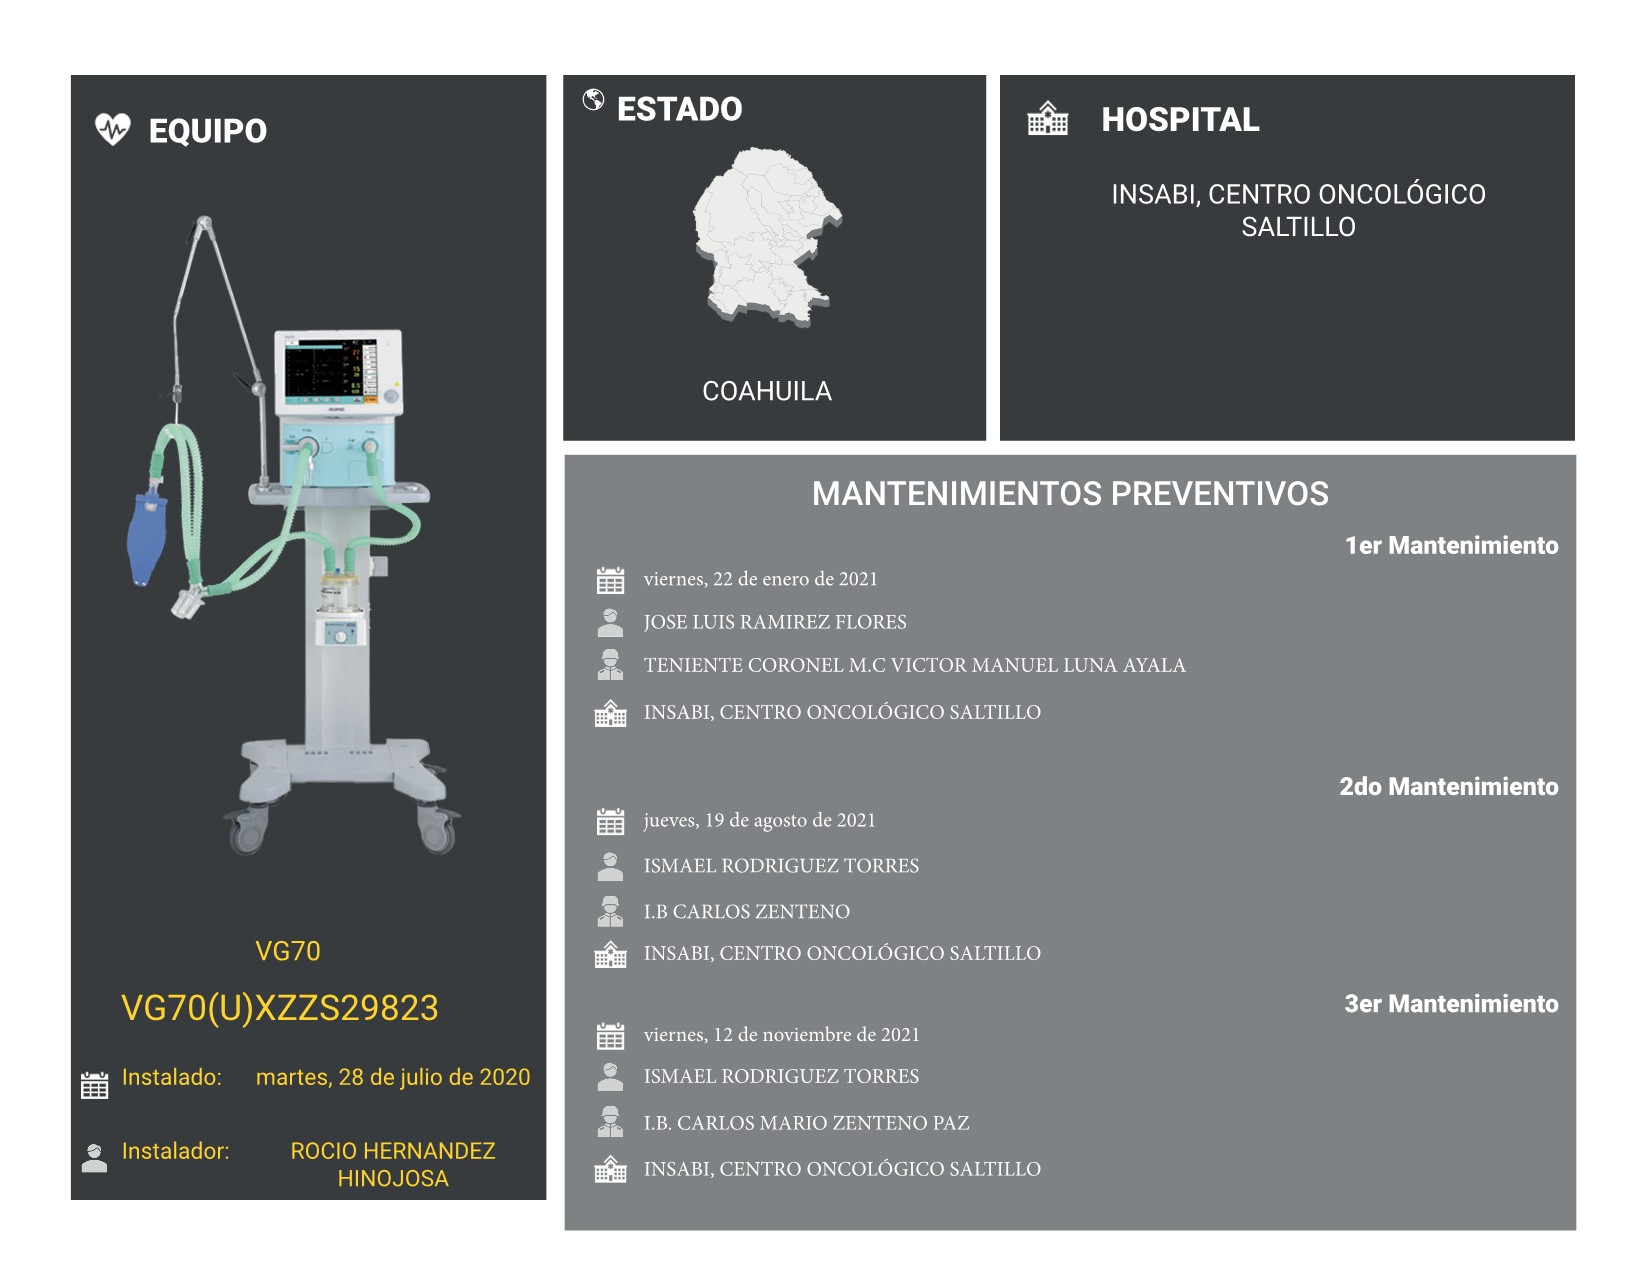 EQUIPO
VG70
VG70(U)XZZS29823
Instalado: martes, 28 de julio de 2020
Instalador: ROCIO HERNANDEZ
HINOJOSA
ESTADO
COAHUILA
HOSPITAL
INSABI, CENTRO ONCOLÓGICO
SALTILLO
MANTENIMIENTOS PREVENTIVOS
1er Mantenimiento
viernes, 22 de enero de 2021
JOSE LUIS RAMIREZ FLORES
TENIENTE CORONEL M.C VICTOR MANUEL LUNA AYALA
INSABI, CENTRO ONCOLÓGICO SALTILLO
2do Mantenimiento
jueves, 19 de agosto de 2021
ISMAEL RODRIGUEZ TORRES
I.B CARLOS ZENTENO
INSABI, CENTRO ONCOLÓGICO SALTILLO
3er Mantenimiento
viernes, 12 de noviembre de 2021
ISMAEL RODRIGUEZ TORRES
I.B. CARLOS MARIO ZENTENO PAZ
INSABI, CENTRO ONCOLÓGICO SALTILLO